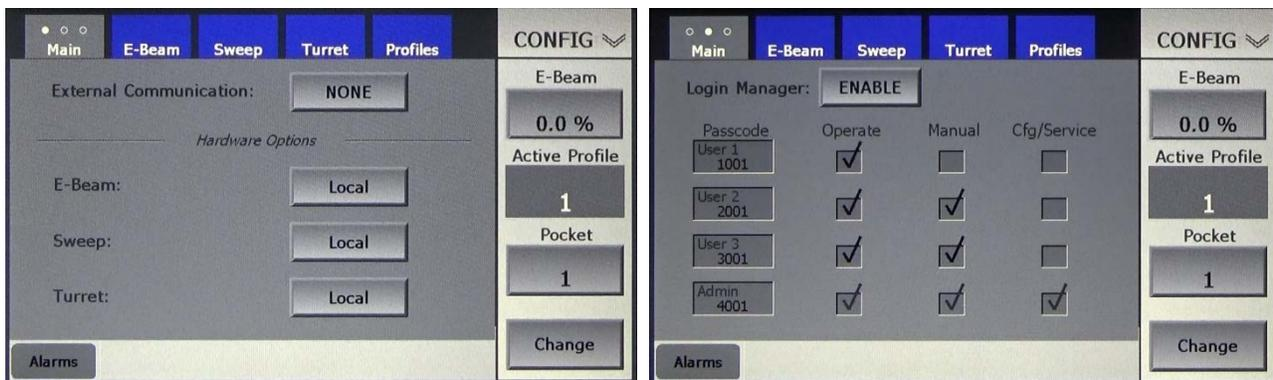 Main E-Beam Sweep Turret Profiles
CONFIG
External Communication: NONE
Hardware Options
E-Beam: Local
Sweep: Local
Turret: Local
Alarms
E-Beam
0.0 %
Active Profile
1
Pocket
1
Change
Main E-Beam Sweep Turret Profiles
CONFIG
Login Manager: ENABLE
Passcode Operate Manual Cfg/Service
User 1
1001
User 2
2001
User 3
3001
Admin
4001
Alarms
E-Beam
0.0 %
Active Profile
1
Pocket
1
Change